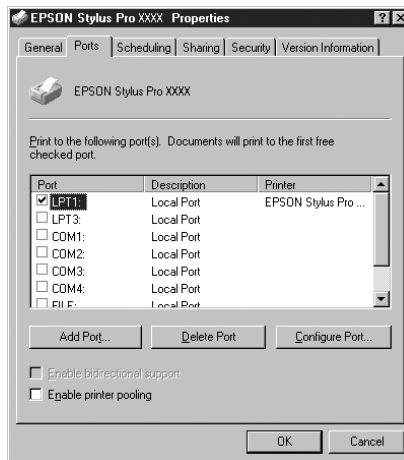 EPSON Stylus Pro XXXX Properties
General Ports Scheduling Sharing Security Version Information
EPSON Stylus Pro XXXX
Print to the following port(s). Documents will print to the first free
checked port.
Port Description Printer
LPT1: Local Port EPSON Stylus Pro ...
LPT3: Local Port
COM1: Local Port
COM2: Local Port
COM3: Local Port
COM4: Local Port
FILE: Local Port
Add Port... Delete Port Configure Port...
Enable bidirectional support
Enable printer pooling
OK Cancel